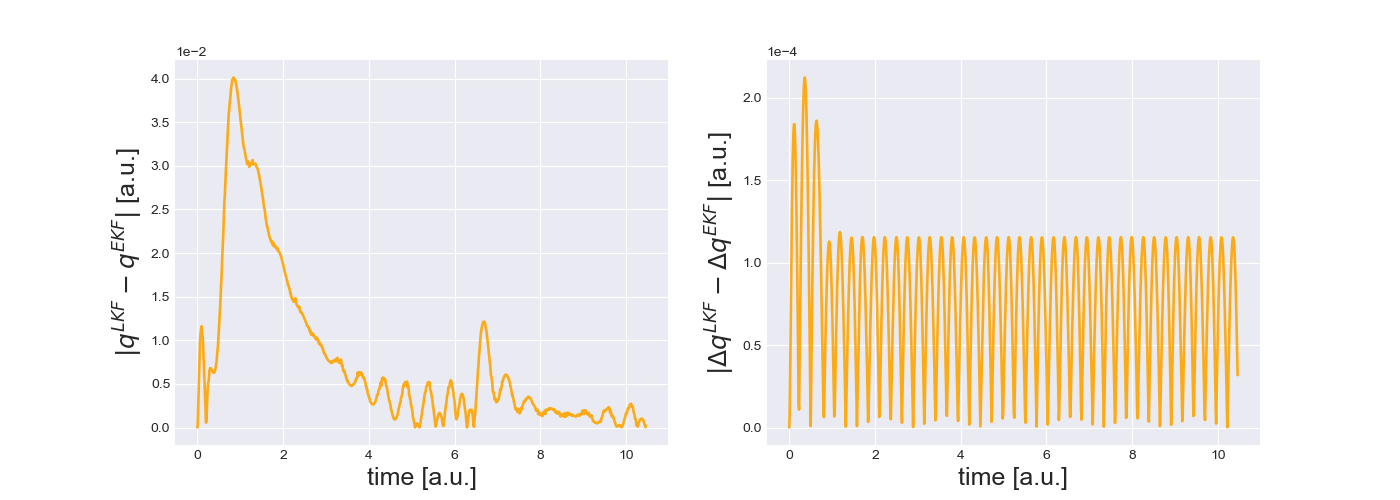 1e−2
4.0
3.5
3.0
2.5
2.0
1.5
1.0
0.5
0.0
|q^{LKF} − q^{EKF}| [a.u.]
0 2 4 6 8 10
time [a.u.]
1e−4
2.0
1.5
1.0
0.5
0.0
|Δq^{LKF} − Δq^{EKF}| [a.u.]
0 2 4 6 8 10
time [a.u.]